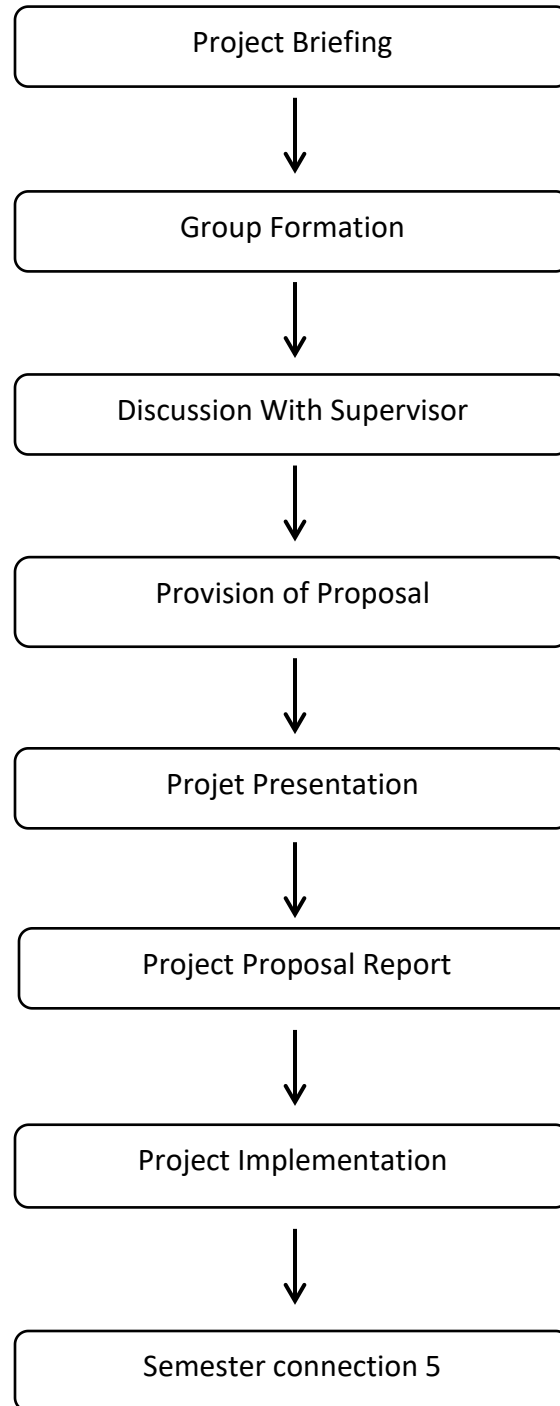 Project Briefing
Group Formation
Discussion With Supervisor
Provision of Proposal
Projet Presentation
Project Proposal Report
Project Implementation
Semester connection 5